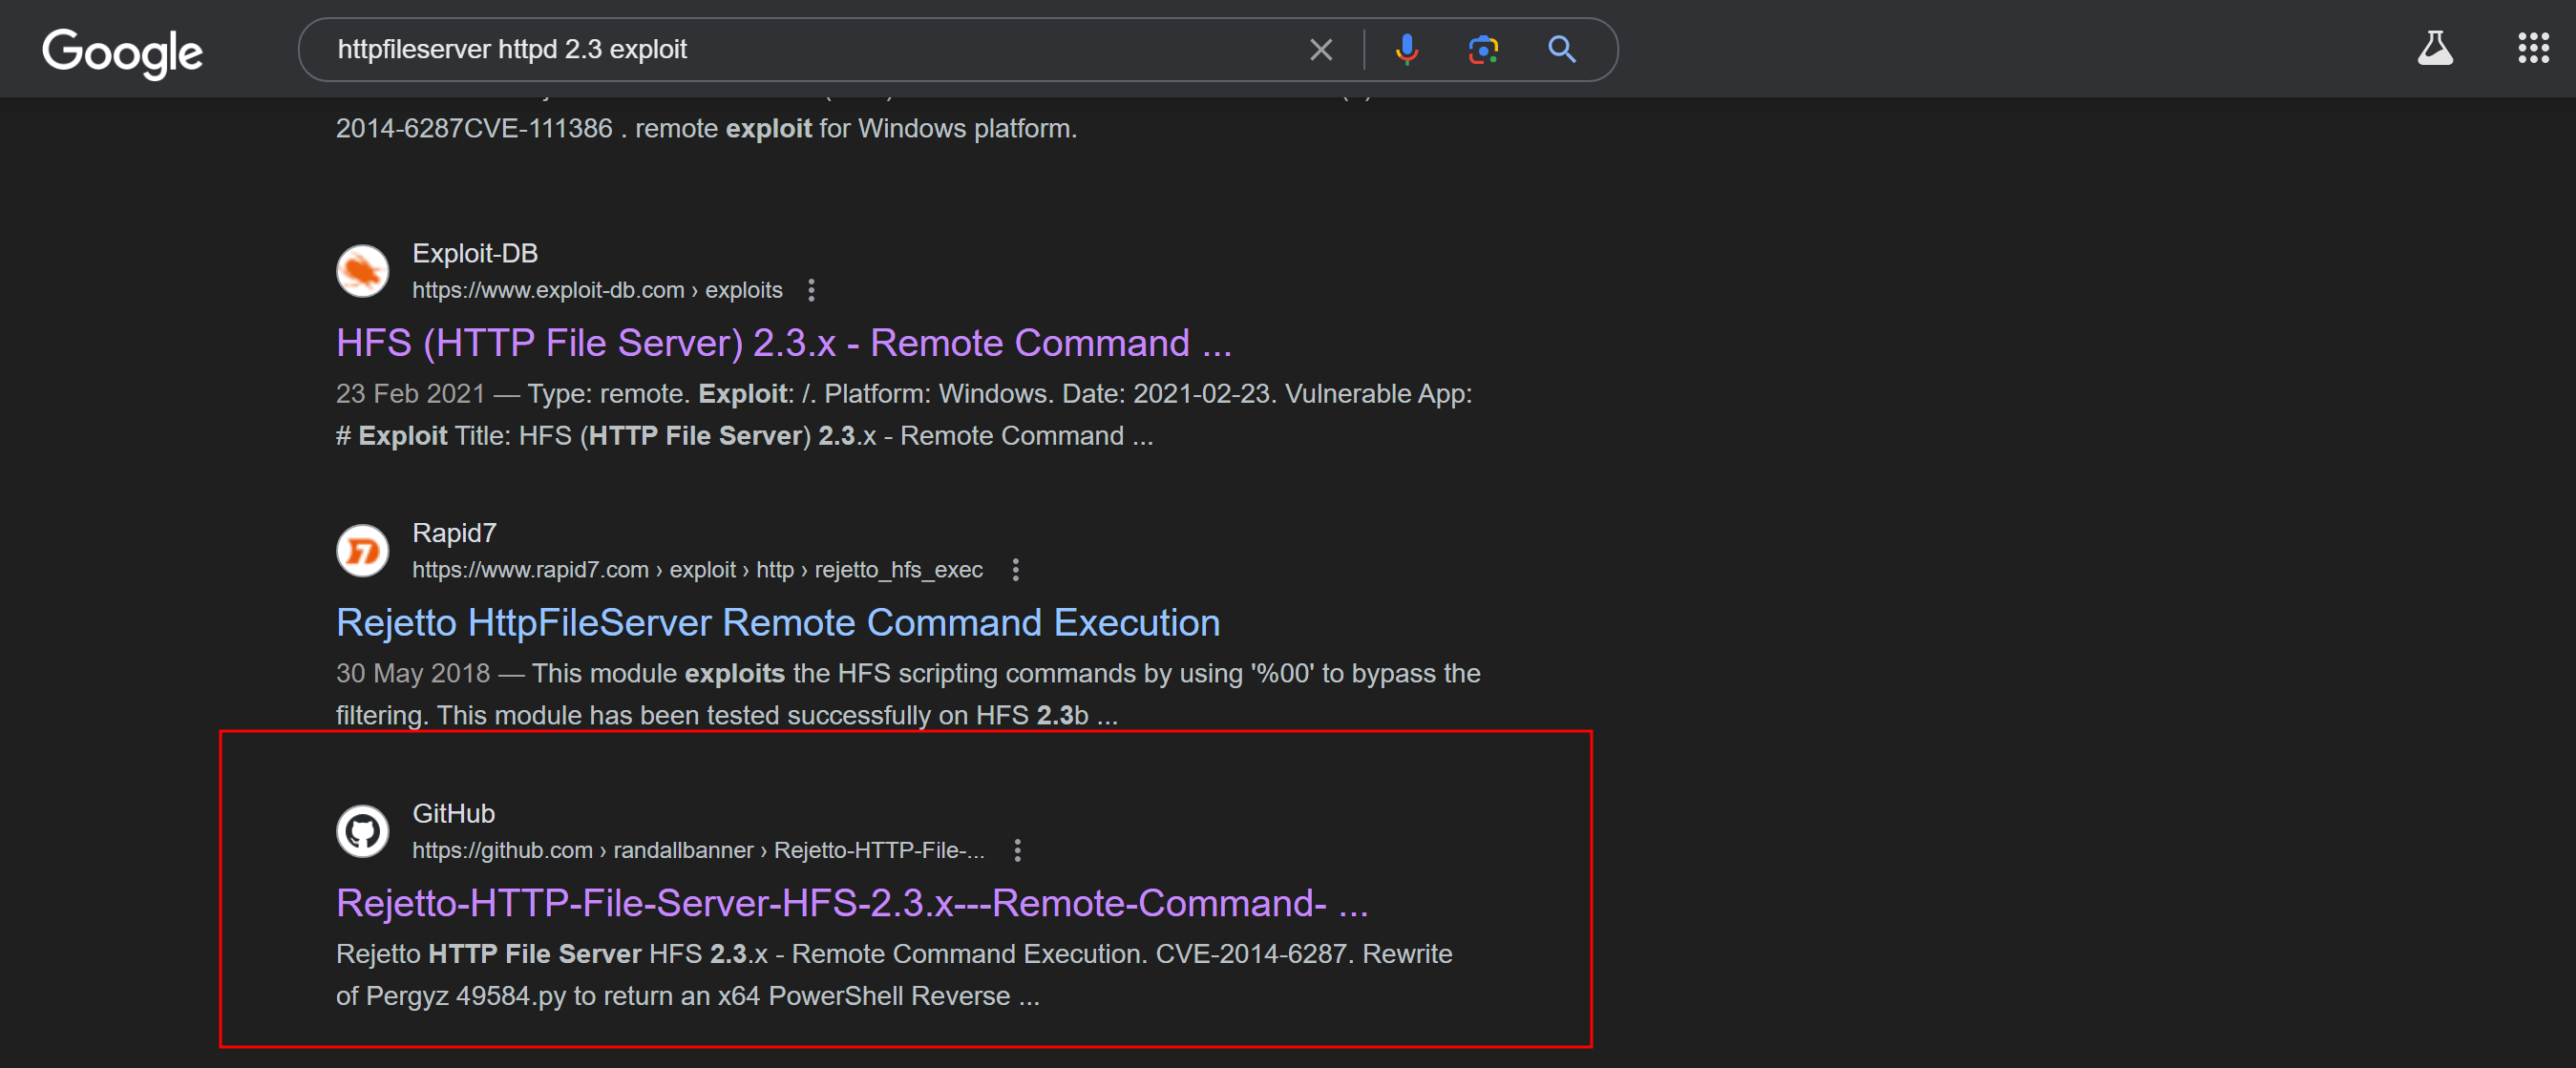 Google
httpfileserver httpd 2.3 exploit
2014-6287CVE-111386 . remote exploit for Windows platform.
Exploit-DB
https://www.exploit-db.com › exploits
HFS (HTTP File Server) 2.3.x - Remote Command ...
23 Feb 2021 — Type: remote. Exploit: /. Platform: Windows. Date: 2021-02-23. Vulnerable App:
# Exploit Title: HFS (HTTP File Server) 2.3.x - Remote Command ...
Rapid7
https://www.rapid7.com › exploit › http › rejetto_hfs_exec
Rejetto HttpFileServer Remote Command Execution
30 May 2018 — This module exploits the HFS scripting commands by using '%00' to bypass the
filtering. This module has been tested successfully on HFS 2.3b ...
GitHub
https://github.com › randallbanner › Rejetto-HTTP-File-...
Rejetto-HTTP-File-Server-HFS-2.3.x---Remote-Command- ...
Rejetto HTTP File Server HFS 2.3.x - Remote Command Execution. CVE-2014-6287. Rewrite
of Pergyz 49584.py to return an x64 PowerShell Reverse ...